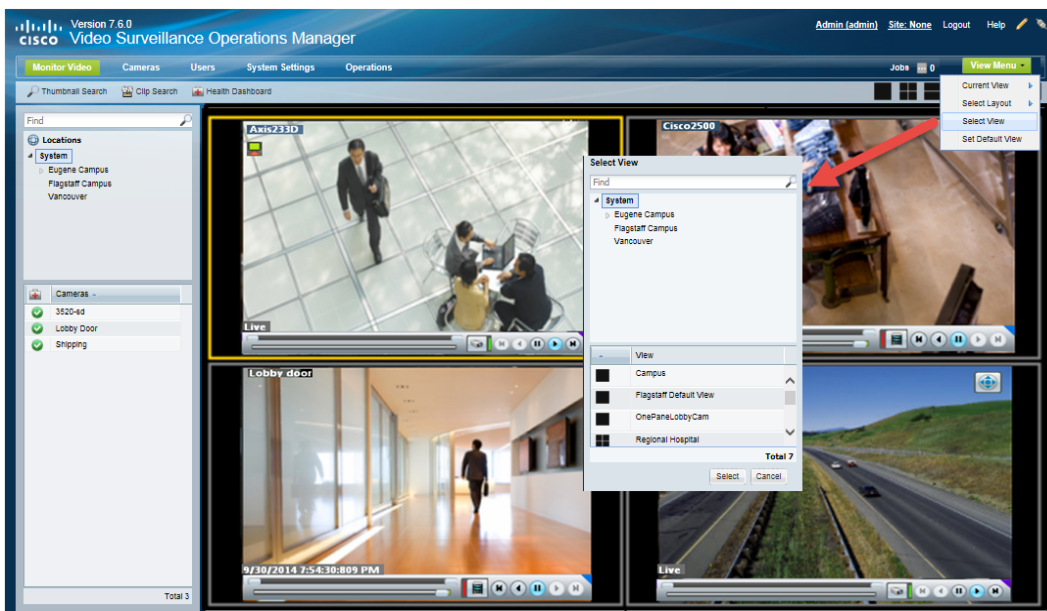 Version 7.6.0
cisco Video Surveillance Operations Manager
Admin (admin) Site: None Logout Help
Monitor Video Cameras Users System Settings Operations
Jobs 0 View Menu
Thumbnail Search Clip Search Health Dashboard
Current View
Select Layout
Select View
Set Default View
Find
Locations
System
Eugene Campus
Flagstaff Campus
Vancouver
Cameras
3520-sd
Lobby Door
Shipping
Total 3
Axis233D
Live
Cisco2500
Select View
Find
System
Eugene Campus
Flagstaff Campus
Vancouver
View
Campus
Flagstaff Default View
OnePaneLobbyCam
Regional Hospital
Total 7
Select Cancel
Lobby door
9/30/2014 7:54:30:809 PM
Live